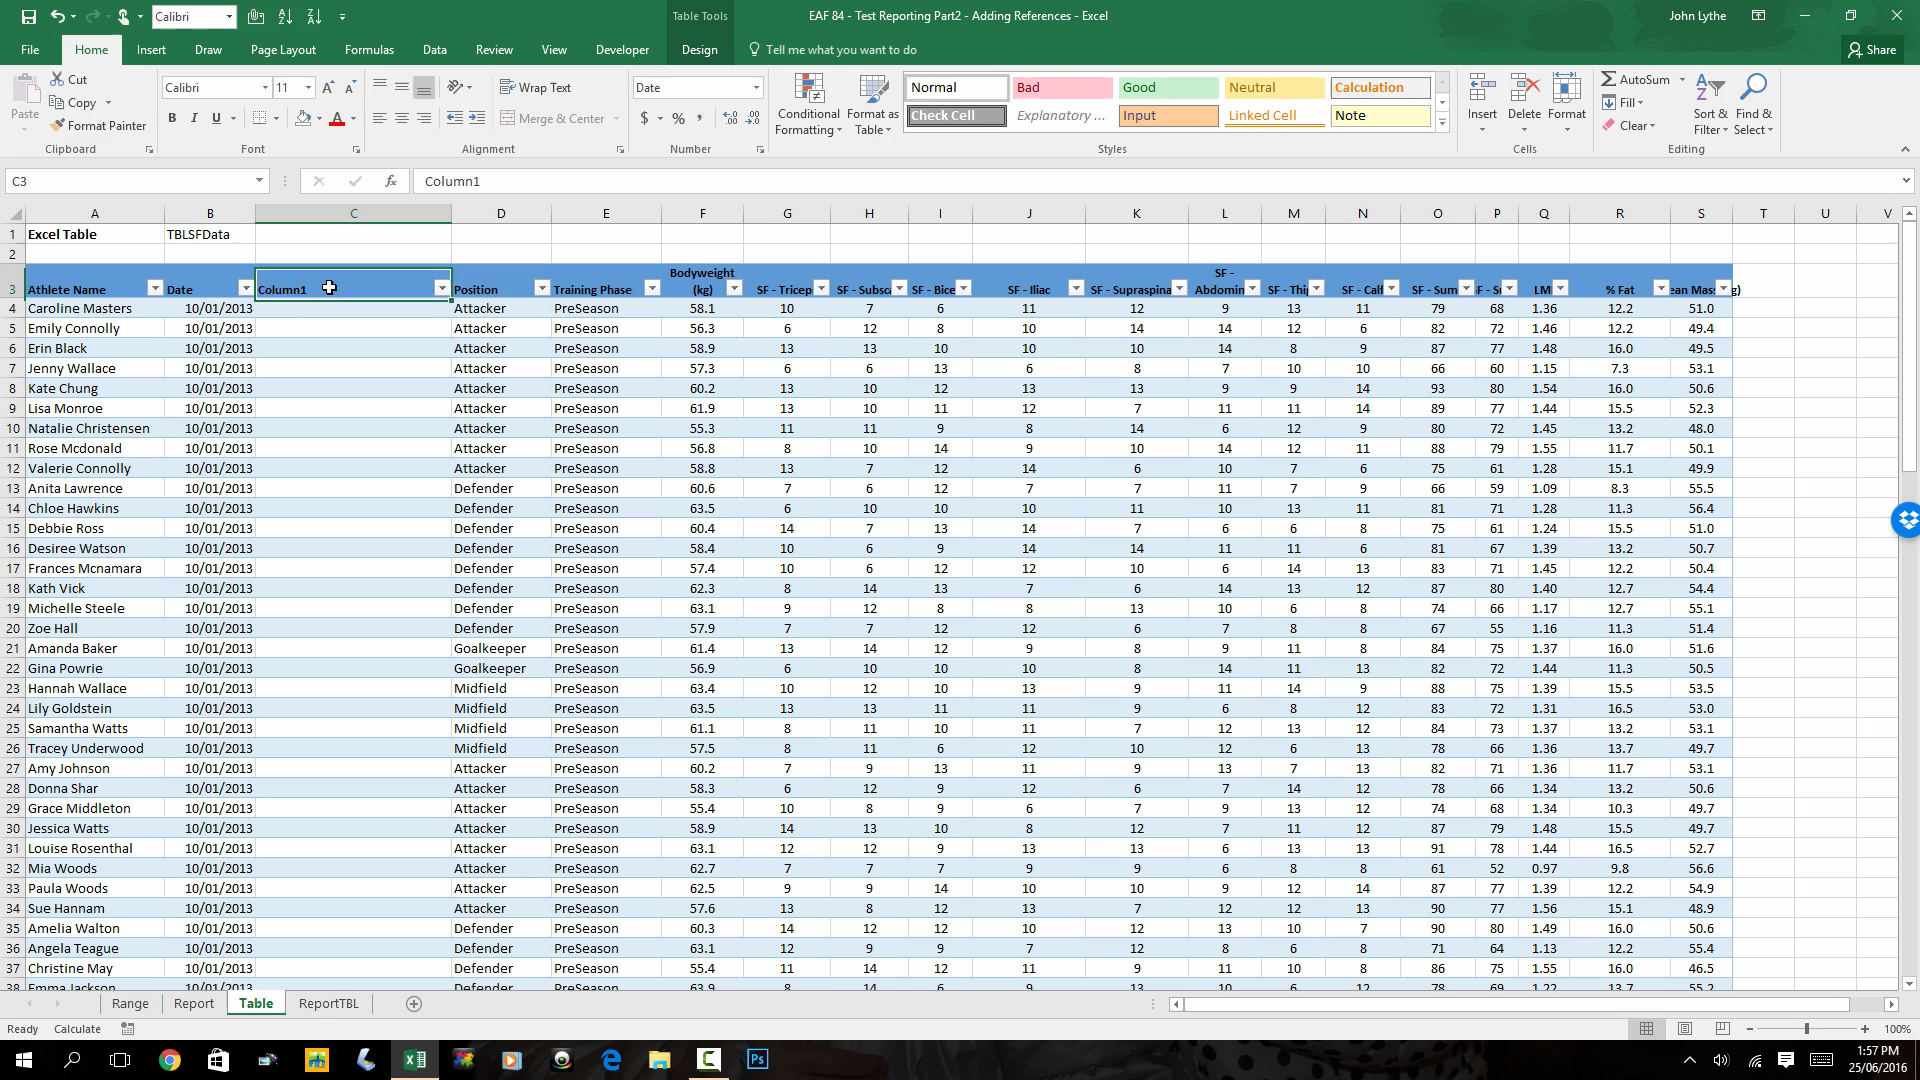 Calibri
Table Tools
EAF 84 - Test Reporting Part2 - Adding References - Excel
John Lythe
File Home Insert Draw Page Layout Formulas Data Review View Developer Design Tell me what you want to do Share
Paste Cut Copy Format Painter Clipboard
Calibri 11 B I U Font
Wrap Text Merge & Center Alignment
Date $ % Number
Conditional Formatting Format as Table
Normal Bad Good Neutral Calculation
Check Cell Explanatory ... Input Linked Cell Note
Styles
Insert Delete Format Cells
AutoSum Fill Clear Sort & Filter Find & Select Editing
C3 fx Column1
A B C D E F G H I J K L M N O P Q R S T U V
1 Excel Table TBLSFData
2
3 Athlete Name Date Column1 Position Training Phase Bodyweight (kg) SF - Tricep SF - Subsca SF - Bice SF - Iliac SF - Supraspina SF - Abdomin SF - Thi SF - Calf SF - Sum F - S LM % Fat ean Mass g)
4 Caroline Masters 10/01/2013 Attacker PreSeason 58.1 10 7 6 11 12 9 13 11 79 68 1.36 12.2 51.0
5 Emily Connolly 10/01/2013 Attacker PreSeason 56.3 6 12 8 10 14 14 12 6 82 72 1.46 12.2 49.4
6 Erin Black 10/01/2013 Attacker PreSeason 58.9 13 13 10 10 10 14 8 9 87 77 1.48 16.0 49.5
7 Jenny Wallace 10/01/2013 Attacker PreSeason 57.3 6 6 13 6 8 7 10 10 66 60 1.15 7.3 53.1
8 Kate Chung 10/01/2013 Attacker PreSeason 60.2 13 10 12 13 13 9 9 14 93 80 1.54 16.0 50.6
9 Lisa Monroe 10/01/2013 Attacker PreSeason 61.9 13 10 11 12 7 11 11 14 89 77 1.44 15.5 52.3
10 Natalie Christensen 10/01/2013 Attacker PreSeason 55.3 11 11 9 8 14 6 12 9 80 72 1.45 13.2 48.0
11 Rose Mcdonald 10/01/2013 Attacker PreSeason 56.8 8 10 14 9 10 14 12 11 88 79 1.55 11.7 50.1
12 Valerie Connolly 10/01/2013 Attacker PreSeason 58.8 13 7 12 14 6 10 7 6 75 61 1.28 15.1 49.9
13 Anita Lawrence 10/01/2013 Defender PreSeason 60.6 7 6 12 7 7 11 7 9 66 59 1.09 8.3 55.5
14 Chloe Hawkins 10/01/2013 Defender PreSeason 63.5 6 10 10 10 11 10 13 11 81 71 1.28 11.3 56.4
15 Debbie Ross 10/01/2013 Defender PreSeason 60.4 14 7 13 14 7 6 6 8 75 61 1.24 15.5 51.0
16 Desiree Watson 10/01/2013 Defender PreSeason 58.4 10 6 9 14 14 11 11 6 81 67 1.39 13.2 50.7
17 Frances Mcnamara 10/01/2013 Defender PreSeason 57.4 10 6 12 12 10 6 14 13 83 71 1.45 12.2 50.4
18 Kath Vick 10/01/2013 Defender PreSeason 62.3 8 14 13 7 6 14 13 12 87 80 1.40 12.7 54.4
19 Michelle Steele 10/01/2013 Defender PreSeason 63.1 9 12 8 8 13 10 6 8 74 66 1.17 12.7 55.1
20 Zoe Hall 10/01/2013 Defender PreSeason 57.9 7 7 12 12 6 7 8 8 67 55 1.16 11.3 51.4
21 Amanda Baker 10/01/2013 Goalkeeper PreSeason 61.4 13 14 12 9 8 9 11 8 84 75 1.37 16.0 51.6
22 Gina Powrie 10/01/2013 Goalkeeper PreSeason 56.9 6 10 10 10 8 14 11 13 82 72 1.44 11.3 50.5
23 Hannah Wallace 10/01/2013 Midfield PreSeason 63.4 10 12 10 13 9 11 14 9 88 75 1.39 15.5 53.5
24 Lily Goldstein 10/01/2013 Midfield PreSeason 63.5 13 13 11 11 9 6 8 12 83 72 1.31 16.5 53.0
25 Samantha Watts 10/01/2013 Midfield PreSeason 61.1 8 11 10 11 7 12 13 12 84 73 1.37 13.2 53.1
26 Tracey Underwood 10/01/2013 Midfield PreSeason 57.5 8 11 6 12 10 12 6 13 78 66 1.36 13.7 49.7
27 Amy Johnson 10/01/2013 Attacker PreSeason 60.2 7 9 13 11 9 13 7 13 82 71 1.36 11.7 53.1
28 Donna Shar 10/01/2013 Attacker PreSeason 58.3 6 12 9 12 6 7 14 12 78 66 1.34 13.2 50.6
29 Grace Middleton 10/01/2013 Attacker PreSeason 55.4 10 8 9 6 7 9 13 12 74 68 1.34 10.3 49.7
30 Jessica Watts 10/01/2013 Attacker PreSeason 58.9 14 13 10 8 12 7 11 12 87 79 1.48 15.5 49.7
31 Louise Rosenthal 10/01/2013 Attacker PreSeason 63.1 12 12 9 13 13 6 13 13 91 78 1.44 16.5 52.7
32 Mia Woods 10/01/2013 Attacker PreSeason 62.7 7 7 7 9 9 6 8 8 61 52 0.97 9.8 56.6
33 Paula Woods 10/01/2013 Attacker PreSeason 62.5 9 9 14 10 10 9 12 14 87 77 1.39 12.2 54.9
34 Sue Hannam 10/01/2013 Attacker PreSeason 57.6 13 8 12 13 7 12 12 13 90 77 1.56 15.1 48.9
35 Amelia Walton 10/01/2013 Defender PreSeason 60.3 14 12 12 10 12 13 10 7 90 80 1.49 16.0 50.6
36 Angela Teague 10/01/2013 Defender PreSeason 63.1 12 9 9 7 12 8 6 8 71 64 1.13 12.2 55.4
37 Christine May 10/01/2013 Defender PreSeason 55.4 11 14 12 11 9 11 10 8 86 75 1.55 16.0 46.5
38 Emma Jackson 10/01/2013 Defender PreSeason 63.9 8 14 9 9 13 10 6 12 78 69 1.22 13.7 55.2
Range Report Table ReportTBL
Ready Calculate 100%
1:57 PM
25/06/2016